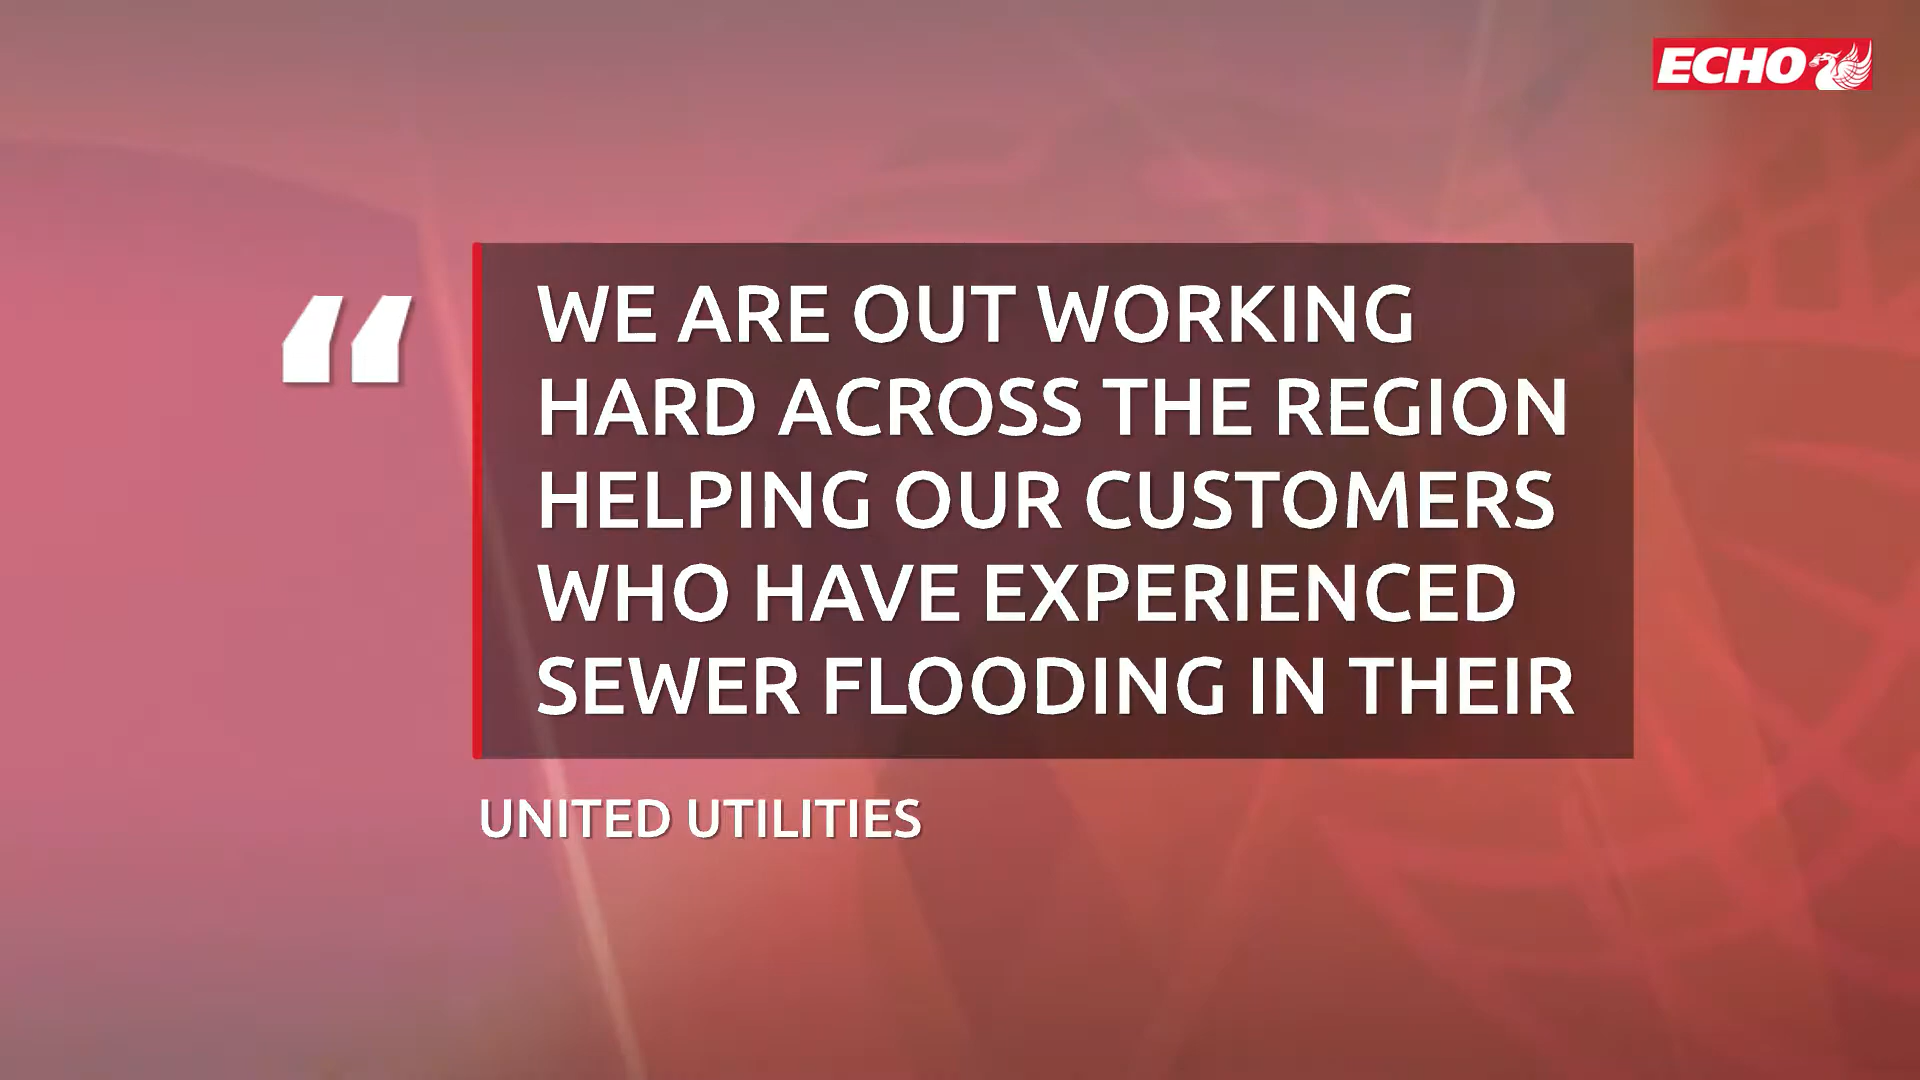 ECHO
“
WE ARE OUT WORKING
HARD ACROSS THE REGION
HELPING OUR CUSTOMERS
WHO HAVE EXPERIENCED
SEWER FLOODING IN THEIR
UNITED UTILITIES